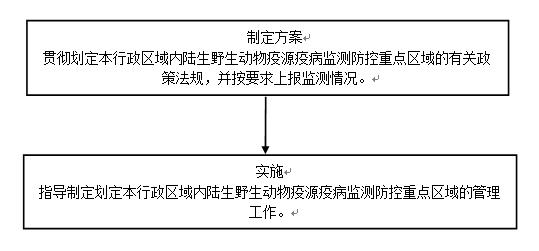 制定方案
贯彻划定本行政区域内陆生野生动物疫源疫病监测防控重点区域的有关政
策法规，并按要求上报监测情况。
实施
指导制定划定本行政区域内陆生野生动物疫源疫病监测防控重点区域的管理
工作。